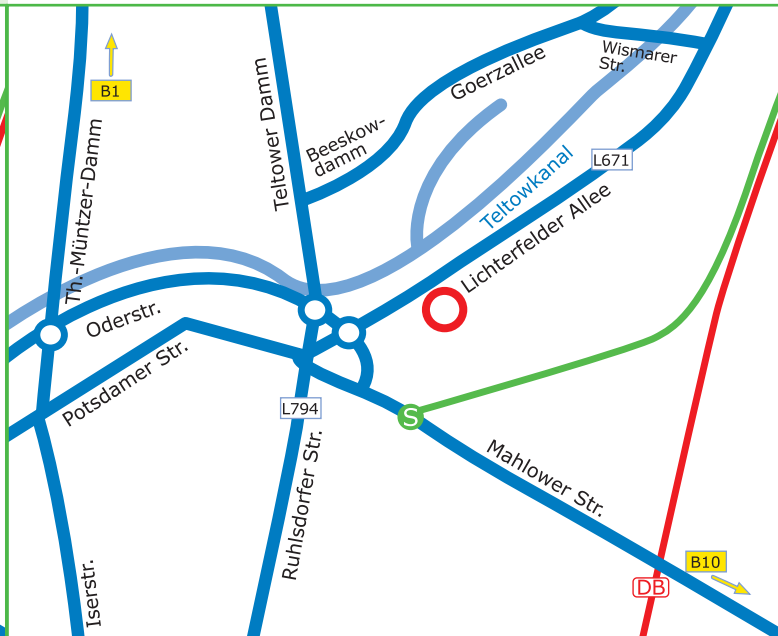 Wismarer
Str.
Goerzallee
B1
Teltower Damm
Beeskow-
damm
L671
Th.-Müntzer-Damm
Teltowkanal
Lichterfelder Allee
Oderstr.
Potsdamer Str.
L794
S
Mahlower Str.
Ruhlsdorfer Str.
B10
DB
Iserstr.